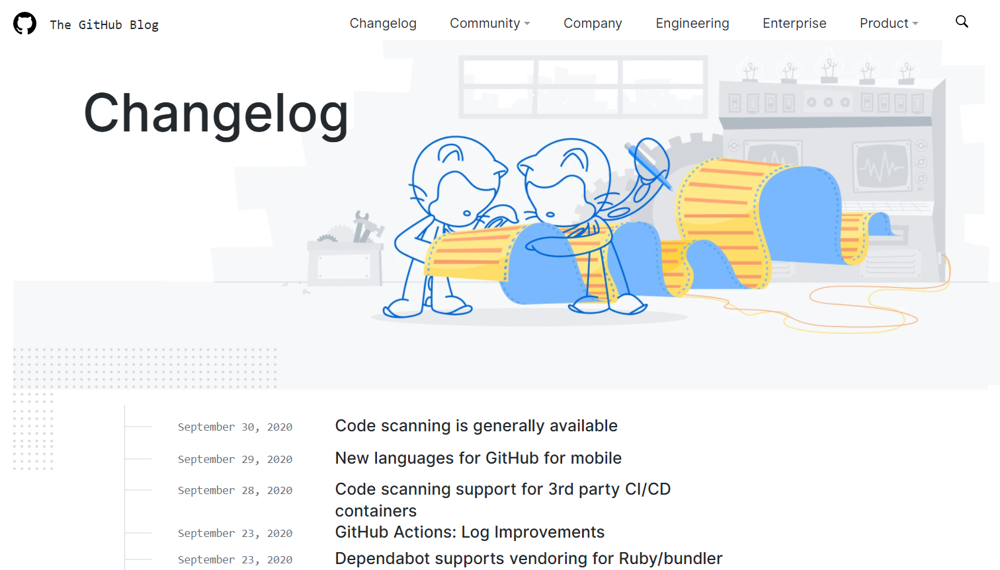 The GitHub Blog
Changelog
Community
Company
Engineering
Enterprise
Product
Changelog
September 30, 2020
Code scanning is generally available
September 29, 2020
New languages for GitHub for mobile
September 28, 2020
Code scanning support for 3rd party CI/CD
containers
September 23, 2020
GitHub Actions: Log Improvements
September 23, 2020
Dependabot supports vendoring for Ruby/bundler